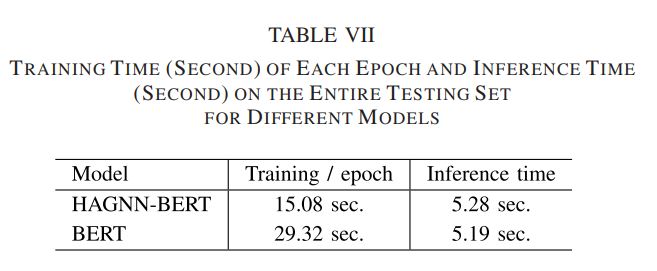 TABLE VII
TRAINING TIME (SECOND) OF EACH EPOCH AND INFERENCE TIME
(SECOND) ON THE ENTIRE TESTING SET
FOR DIFFERENT MODELS
Model Training / epoch Inference time
HAGNN-BERT 15.08 sec. 5.28 sec.
BERT 29.32 sec. 5.19 sec.